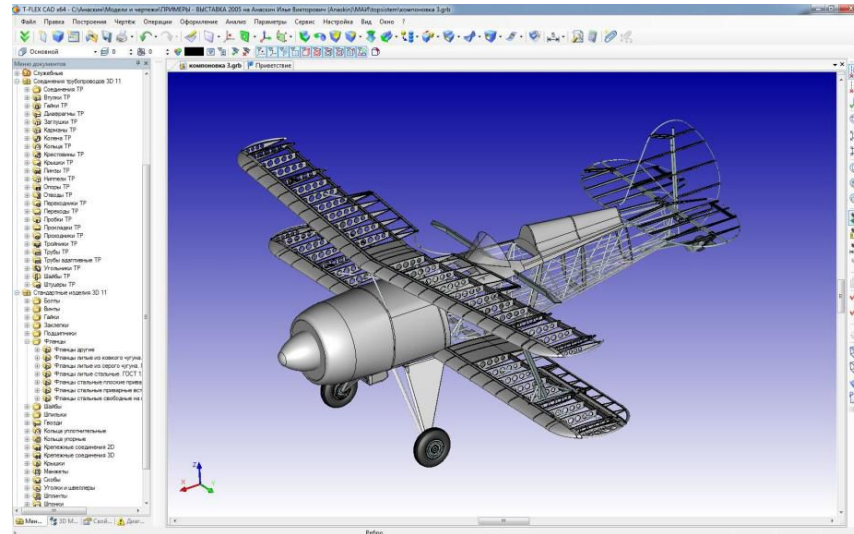 T-FLEX CAD x64 - C:\Анаскин\Модели и чертежи\ПРИМЕРЫ - ВЫСТАВКА 2005 на Анаскин Илья Викторович (Anaskin)\МАИ\topsistem\компоновка 3.grb
Файл Правка Построения Чертёж Операции Оформление Анализ Параметры Сервис Настройка Вид Окно ?
Основной 0 0
Меню документов
компоновка 3.grb Приветствие
Служебные
Соединения трубопроводов 3D 11
Соединения ТР
Втулки ТР
Гайки ТР
Диафрагмы ТР
Заглушки ТР
Карманы ТР
Колена ТР
Кольца ТР
Крестовины ТР
Крышки ТР
Линзы ТР
Ниппели ТР
Опоры ТР
Отводы ТР
Переходники ТР
Переходы ТР
Пробки ТР
Прокладки ТР
Проходники ТР
Тройники ТР
Трубы ТР
Трубы адаптивные ТР
Угольники ТР
Шайбы ТР
Штуцеры ТР
Стандартные изделия 3D 11
Болты
Винты
Гайки
Заклепки
Подшипники
Фланцы
Фланцы другие
Фланцы литые из ковкого чугуна.
Фланцы литые из серого чугуна.
Фланцы литые стальные. ГОСТ 1
Фланцы стальные плоские прива
Фланцы стальные приварные вст
Фланцы стальные свободные на
Шайбы
Шпильки
Гвозди
Кольца уплотнительные
Кольца упорные
Крепежные соединения 2D
Крепежные соединения 3D
Крышки
Манжеты
Скобы
Уголки и швеллеры
Шплинты
Шпонки
Z
X
Y
Мен... 3D М... Свой... Диаг...
Ребро